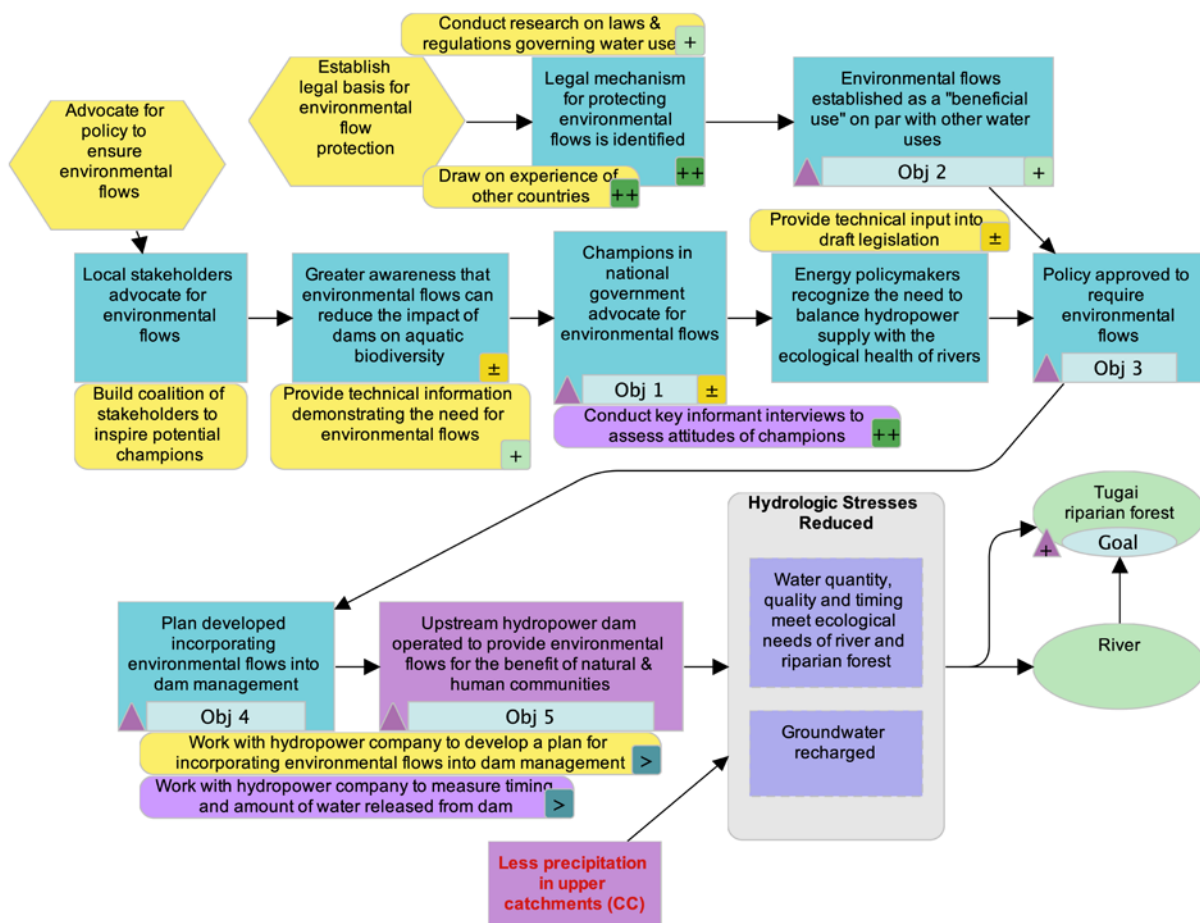 Conduct research on laws &
regulations governing water use
+
Establish
legal basis for
environmental
flow
protection
Legal mechanism
for protecting
environmental
flows is identified
++
Draw on experience of
other countries
++
Environmental flows
established as a "beneficial
use" on par with other water
uses
Obj 2
+
Advocate for
policy to
ensure
environmental
flows
Local stakeholders
advocate for
environmental
flows
Build coalition of
stakeholders to
inspire potential
champions
Greater awareness that
environmental flows can
reduce the impact of
dams on aquatic
biodiversity
±
Provide technical information
demonstrating the need for
environmental flows
+
Champions in
national
government
advocate for
environmental flows
Obj 1
±
Conduct key informant interviews to
assess attitudes of champions
++
Provide technical input into
draft legislation
±
Energy policymakers
recognize the need to
balance hydropower
supply with the
ecological health of rivers
Policy approved to
require
environmental
flows
Obj 3
Plan developed
incorporating
environmental flows into
dam management
Obj 4
Upstream hydropower dam
operated to provide environmental
flows for the benefit of natural &
human communities
Obj 5
Work with hydropower company to develop a plan for
incorporating environmental flows into dam management
>
Work with hydropower company to measure timing
and amount of water released from dam
>
Hydrologic Stresses
Reduced
Water quantity,
quality and timing
meet ecological
needs of river and
riparian forest
Groundwater
recharged
Less precipitation
in upper
catchments (CC)
Tugai
riparian forest
Goal
+
River